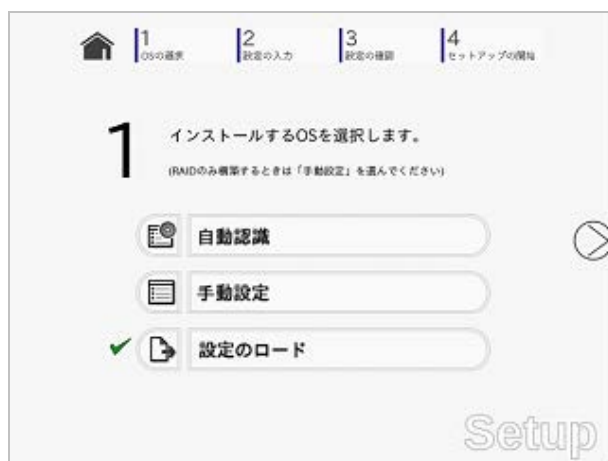 1
OSの選択
2
設定の入力
3
設定の確認
4
セットアップの開始
1
インストールするOSを選択します。
(RAIDのみ構築するときは「手動設定」を選んでください)
自動認識
手動設定
設定のロード
Setup